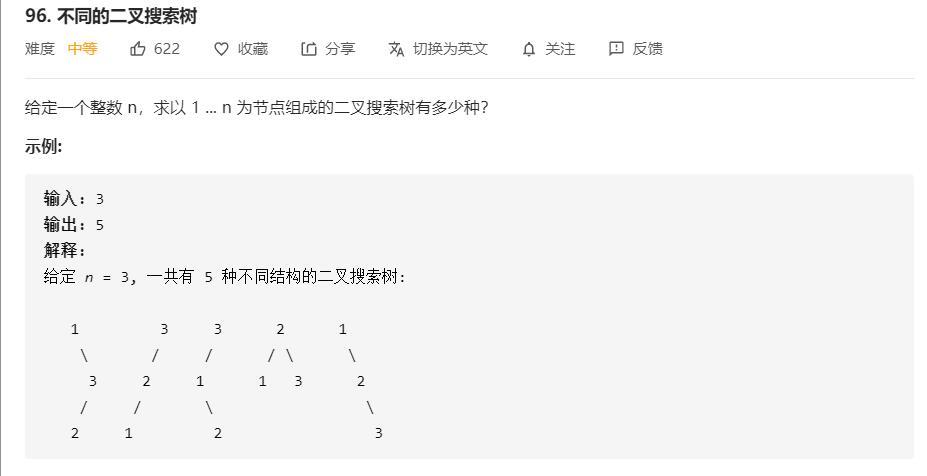 96. 不同的二叉搜索树
难度 中等 622 收藏 分享 切换为英文 关注 反馈
给定一个整数 n，求以 1 ... n 为节点组成的二叉搜索树有多少种？
示例:
输入：3
输出：5
解释：
给定 n = 3, 一共有 5 种不同结构的二叉搜索树：
1 3 3 2 1
\ / / / \ \
3 2 1 1 3 2
/ / \ \
2 1 2 3